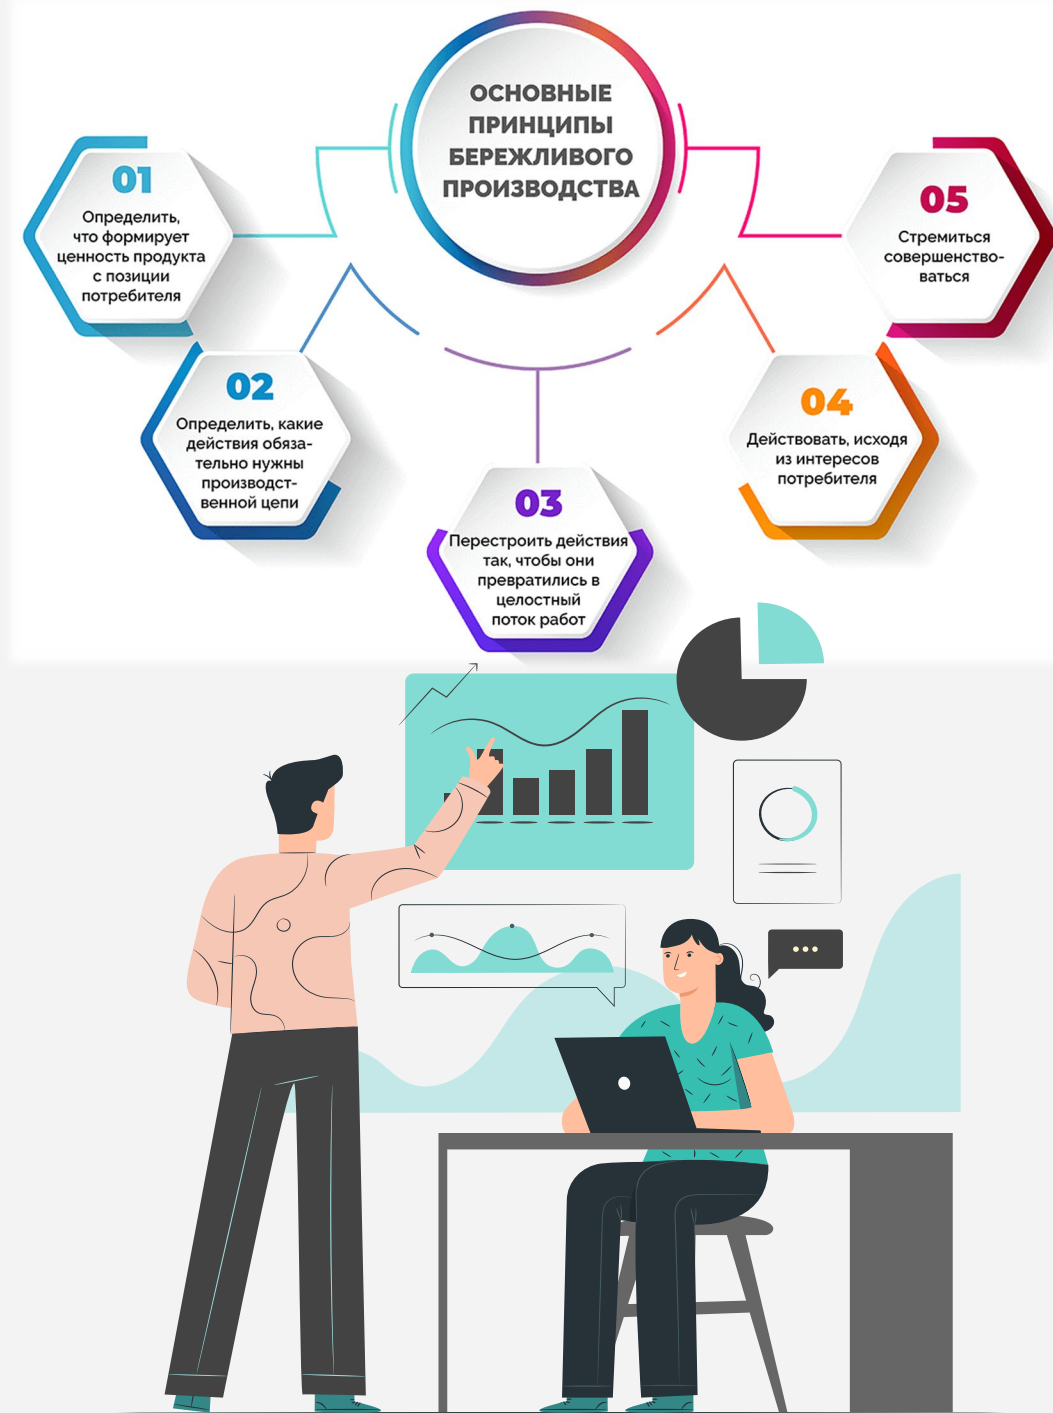 ОСНОВНЫЕ
ПРИНЦИПЫ
БЕРЕЖЛИВОГО
ПРОИЗВОДСТВА
01
Определить,
что формирует
ценность продукта
с позиции
потребителя
02
Определить, какие
действия обяза-
тельно нужны
производст-
венной цепи
03
Перестроить действия
так, чтобы они
превратились в
целостный
поток работ
04
Действовать, исходя
из интересов
потребителя
05
Стремиться
совершенство-
ваться